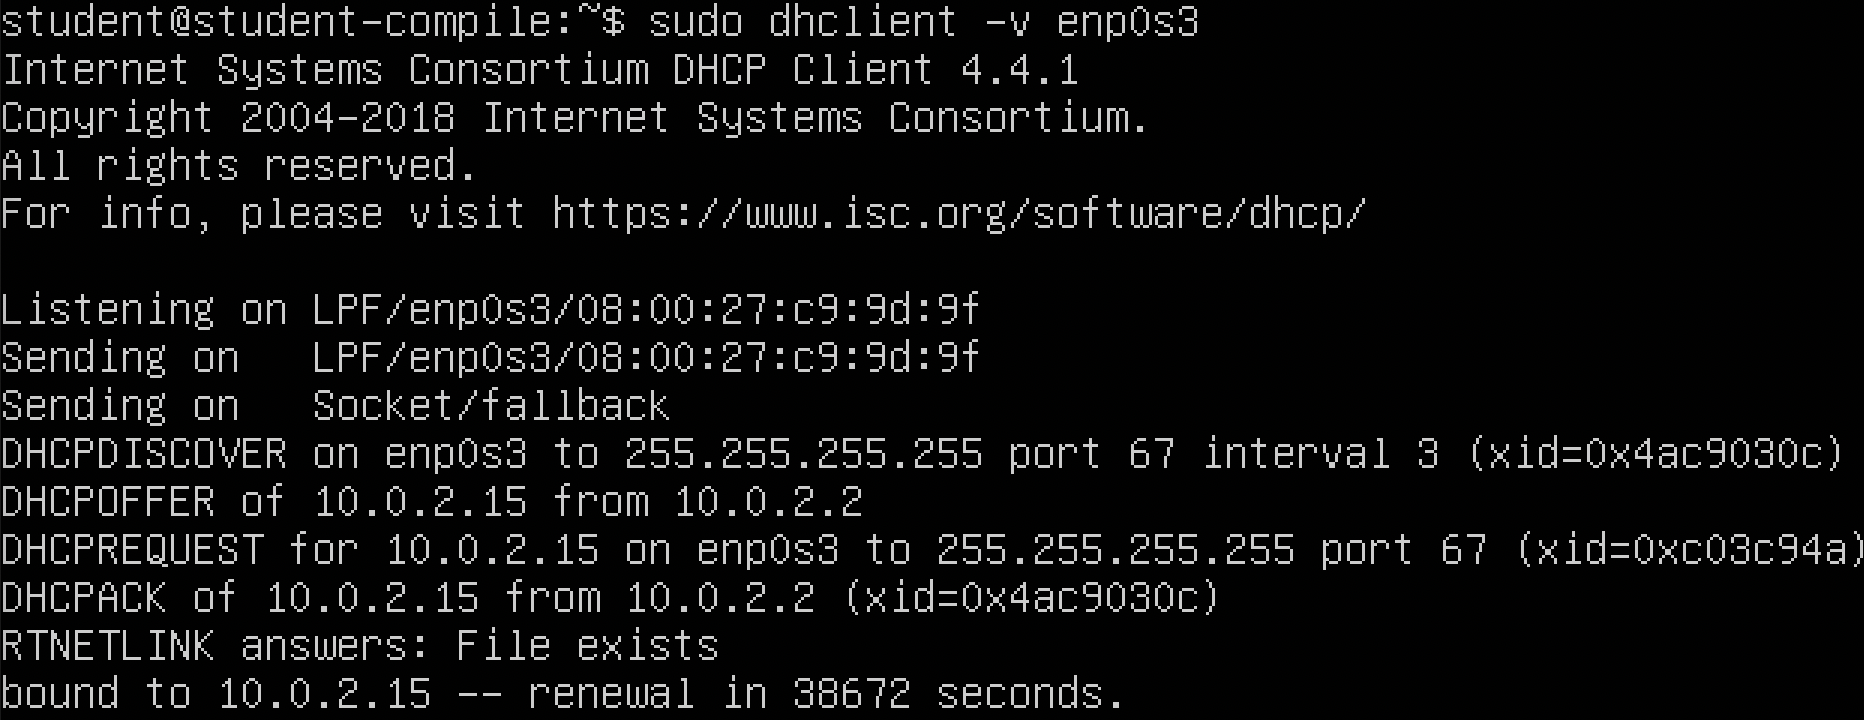 student@student-compile:~$ sudo dhclient -v enp0s3
Internet Systems Consortium DHCP Client 4.4.1
Copyright 2004-2018 Internet Systems Consortium.
All rights reserved.
For info, please visit https://www.isc.org/software/dhcp/

Listening on LPF/enp0s3/08:00:27:c9:9d:9f
Sending on   LPF/enp0s3/08:00:27:c9:9d:9f
Sending on   Socket/fallback
DHCPDISCOVER on enp0s3 to 255.255.255.255 port 67 interval 3 (xid=0x4ac9030c)
DHCPOFFER of 10.0.2.15 from 10.0.2.2
DHCPREQUEST for 10.0.2.15 on enp0s3 to 255.255.255.255 port 67 (xid=0xc03c94a)
DHCPACK of 10.0.2.15 from 10.0.2.2 (xid=0x4ac9030c)
RTNETLINK answers: File exists
bound to 10.0.2.15 -- renewal in 38672 seconds.